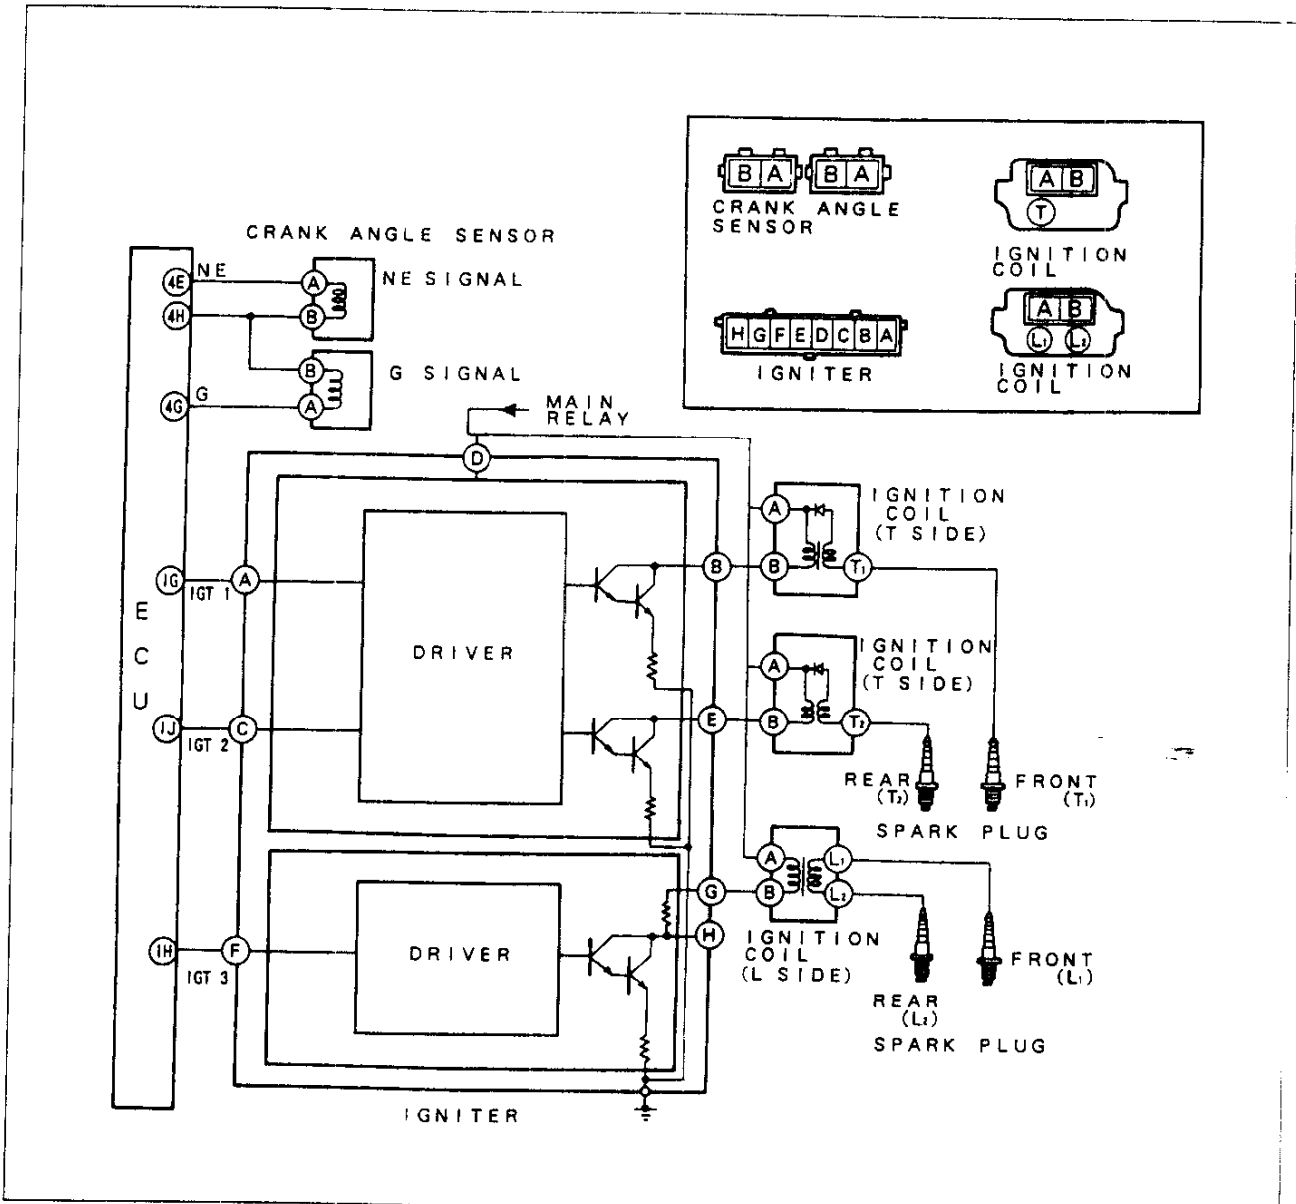 B A
B A
CRANK ANGLE
SENSOR
A B
T
IGNITION
COIL
H G F E D C B A
IGNITER
A B
L₁ L₂
IGNITION
COIL
CRANK ANGLE SENSOR
4E
NE
A
NE SIGNAL
4H
B
B
G SIGNAL
4G
G
A
MAIN
RELAY
D
A
IGNITION
COIL
(T SIDE)
1G
IGT 1
A
B
B
T₁
ECU
DRIVER
A
IGNITION
COIL
(T SIDE)
1J
IGT 2
C
E
B
T₂
REAR
(T₂)
FRONT
(T₁)
SPARK PLUG
A
L₁
G
B
L₂
H
1H
IGT 3
F
DRIVER
IGNITION
COIL
(L SIDE)
FRONT
(L₁)
REAR
(L₂)
SPARK PLUG
IGNITER